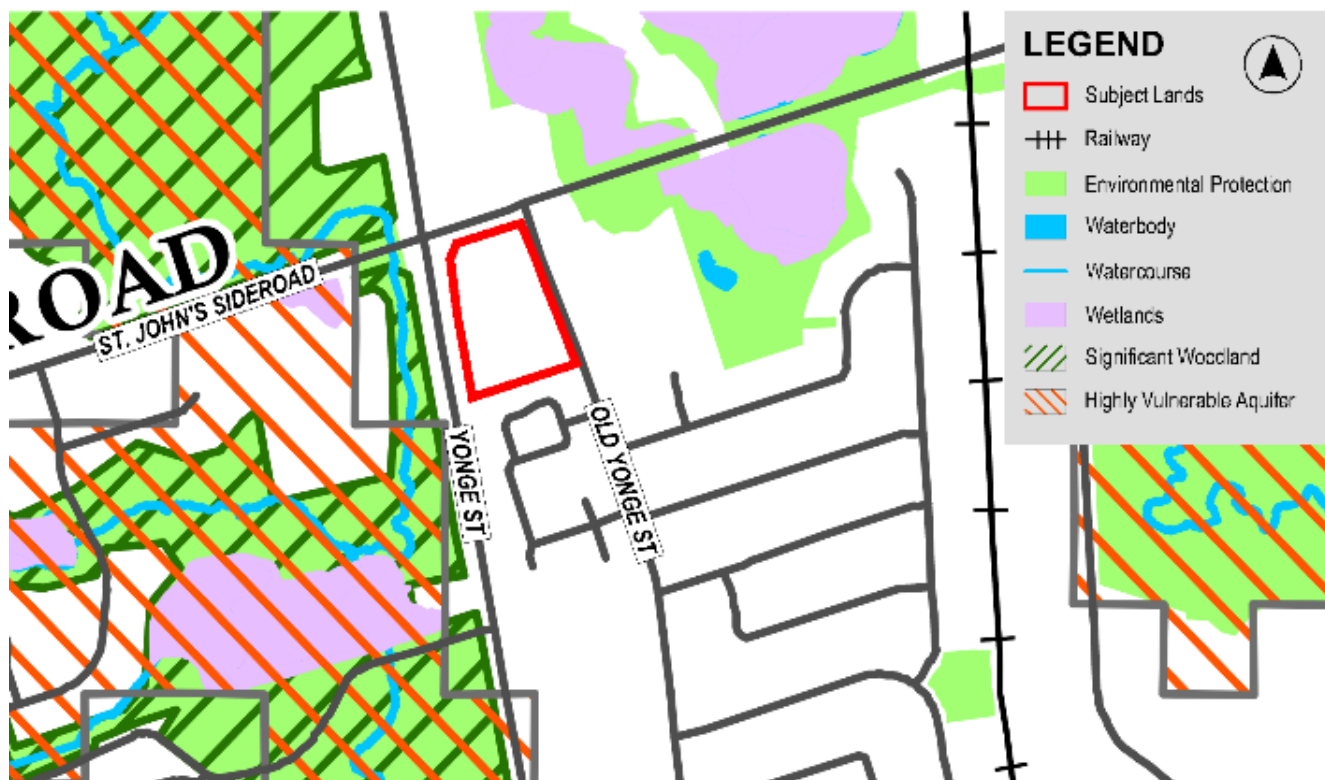 LEGEND
Subject Lands
Railway
Environmental Protection
Waterbody
Watercourse
Wetlands
Significant Woodland
Highly Vulnerable Aquifer
ROAD
ST. JOHN'S SIDEROAD
YONGE ST
OLD YONGE ST